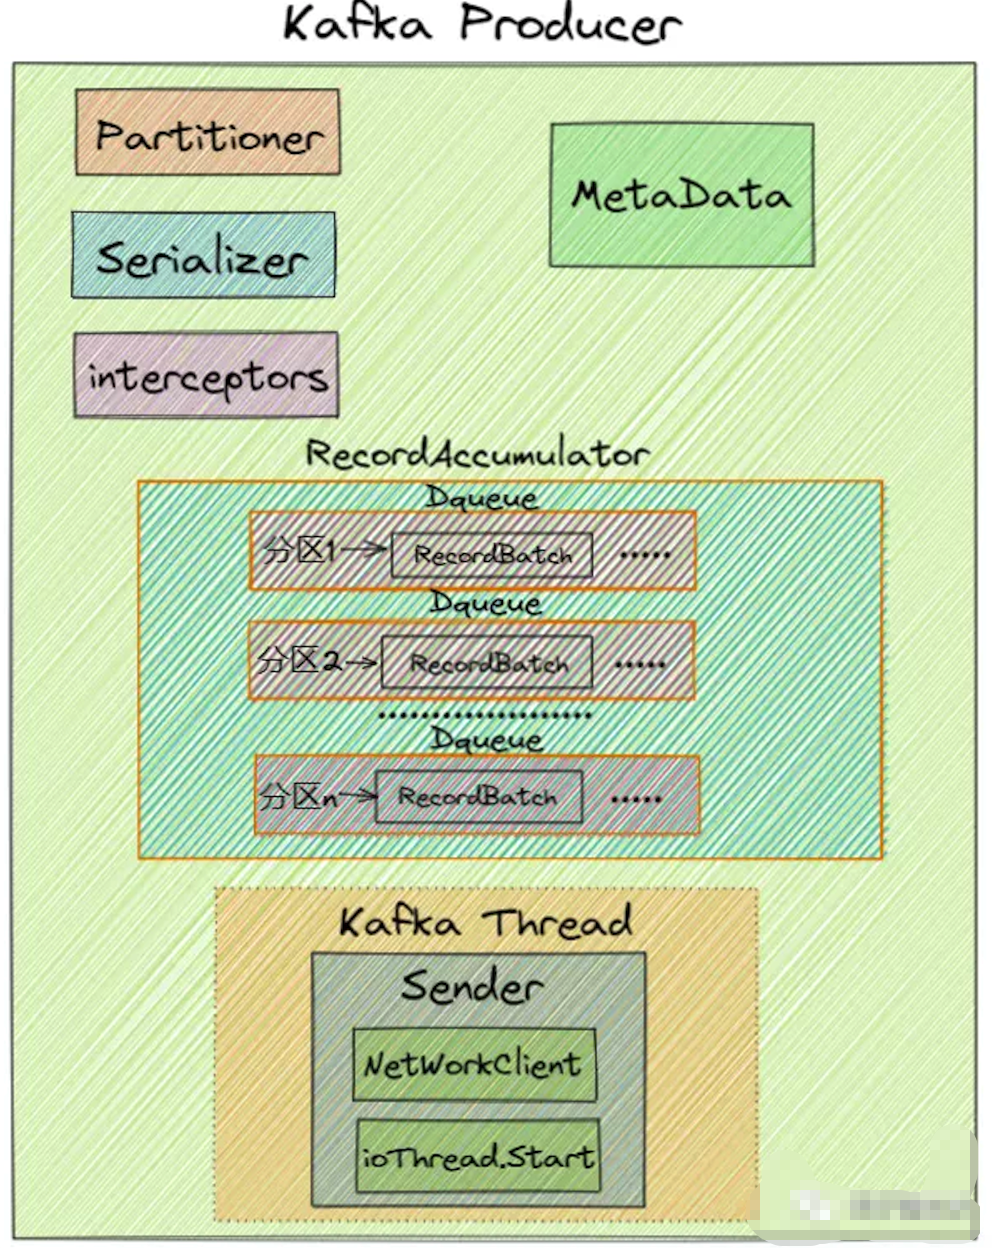 Kafka Producer
Partitioner
MetaData
Serializer
interceptors
RecordAccumulator
Dqueue
分区1 → RecordBatch .....
Dqueue
分区2 → RecordBatch .....
....................
Dqueue
分区n → RecordBatch .....
Kafka Thread
Sender
NetWorkClient
ioThread.Start